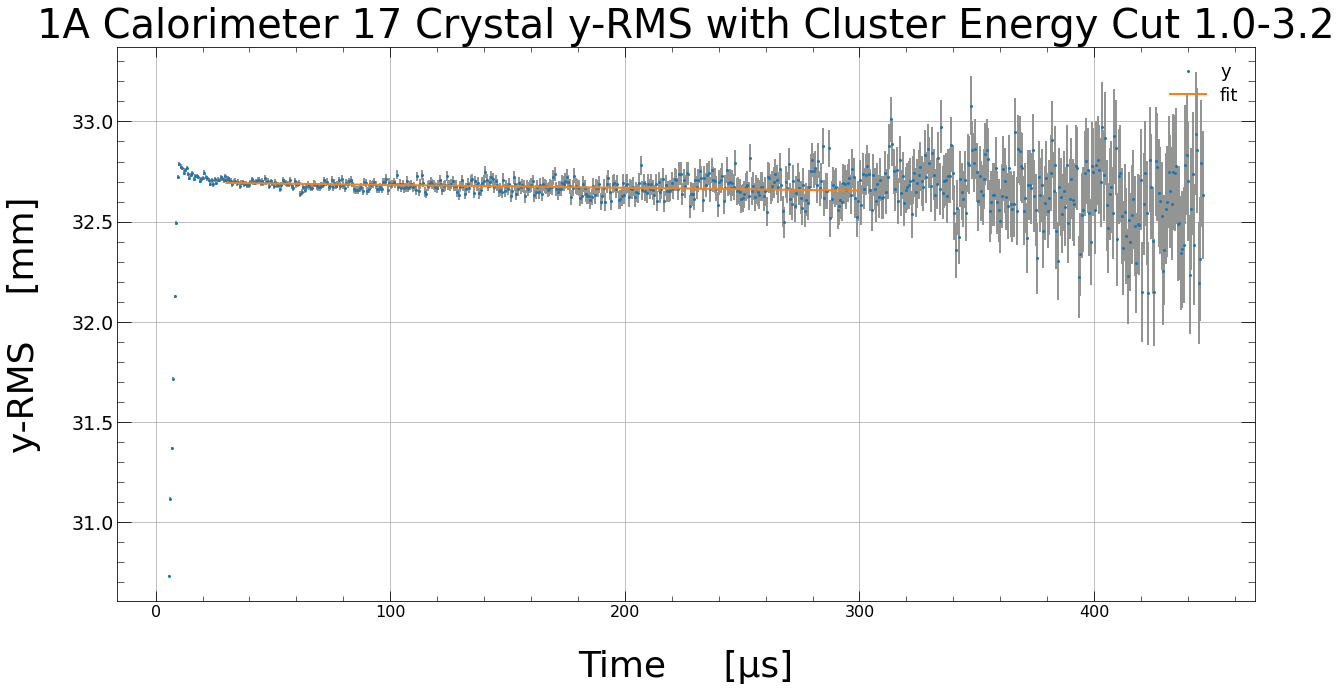 1A Calorimeter 17 Crystal y-RMS with Cluster Energy Cut 1.0-3.2
y
fit
33.0
32.5
32.0
31.5
31.0
y-RMS [mm]
0 100 200 300 400
Time [µs]